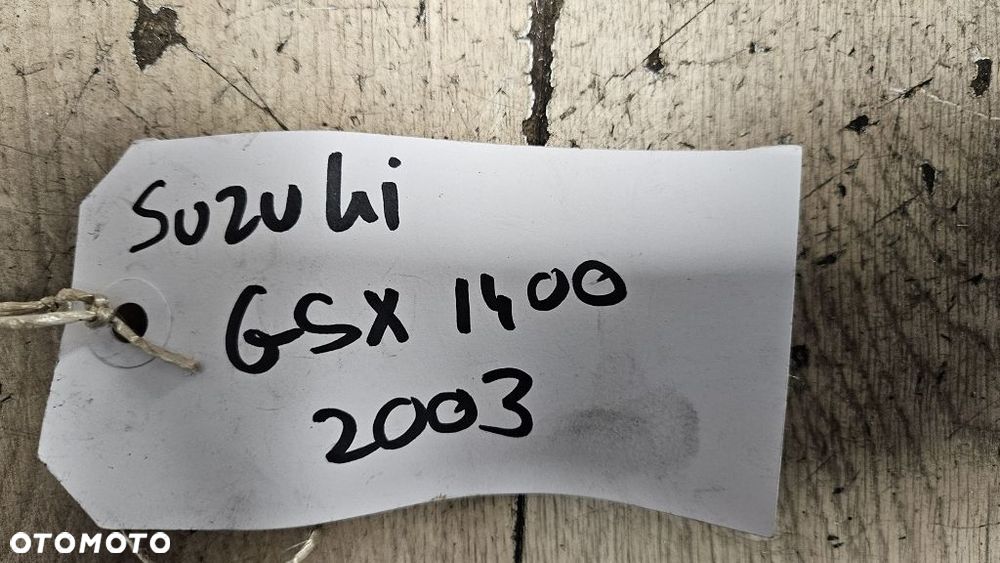 Suzuki
GSX 1400
2003
OTOMOTO